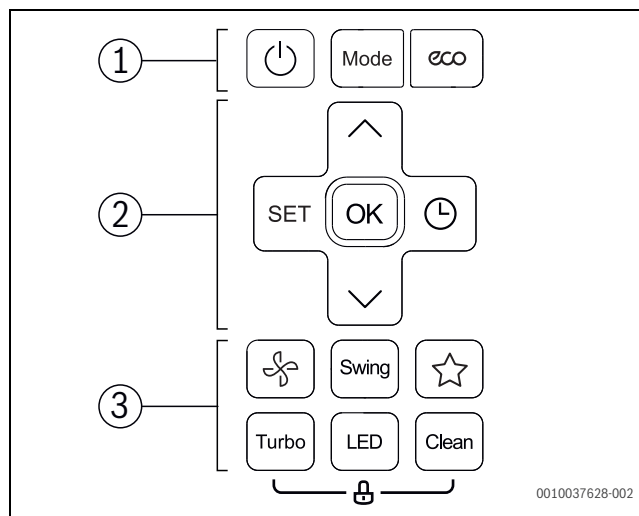 1
Mode eco
2
SET OK
3
Swing
Turbo LED Clean
0010037628-002